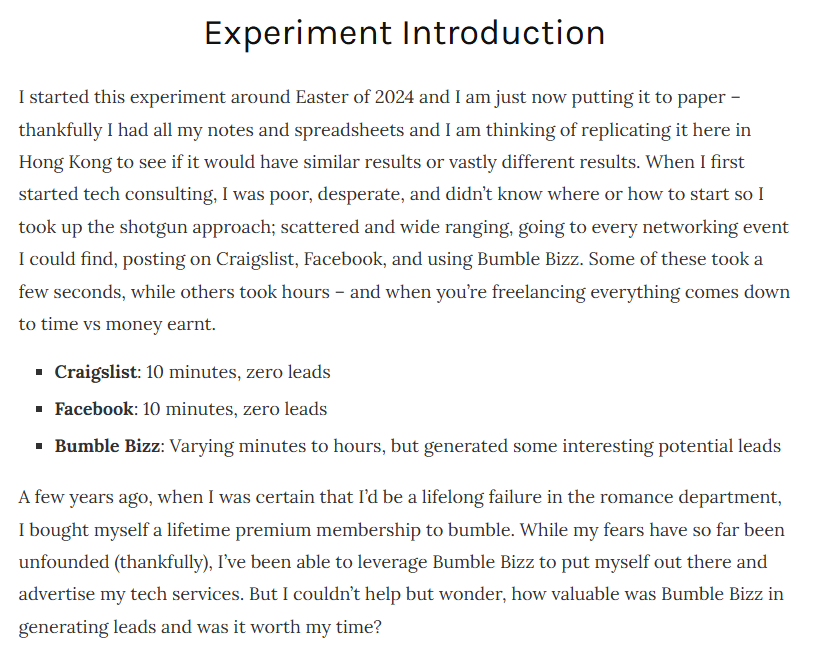 Experiment Introduction
I started this experiment around Easter of 2024 and I am just now putting it to paper –
thankfully I had all my notes and spreadsheets and I am thinking of replicating it here in
Hong Kong to see if it would have similar results or vastly different results. When I first
started tech consulting, I was poor, desperate, and didn’t know where or how to start so I
took up the shotgun approach; scattered and wide ranging, going to every networking event
I could find, posting on Craigslist, Facebook, and using Bumble Bizz. Some of these took a
few seconds, while others took hours – and when you’re freelancing everything comes down
to time vs money earnt.
▪ Craigslist: 10 minutes, zero leads
▪ Facebook: 10 minutes, zero leads
▪ Bumble Bizz: Varying minutes to hours, but generated some interesting potential leads
A few years ago, when I was certain that I’d be a lifelong failure in the romance department,
I bought myself a lifetime premium membership to bumble. While my fears have so far been
unfounded (thankfully), I’ve been able to leverage Bumble Bizz to put myself out there and
advertise my tech services. But I couldn’t help but wonder, how valuable was Bumble Bizz in
generating leads and was it worth my time?